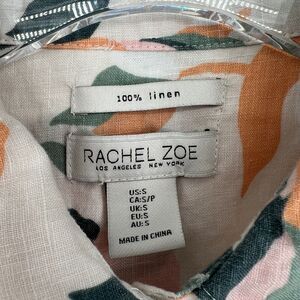 100% linen
RACHEL ZOE
LOS ANGELES NEW YORK
US:S
CA:S/P
UK:S
EU:S
AU:S
MADE IN CHINA